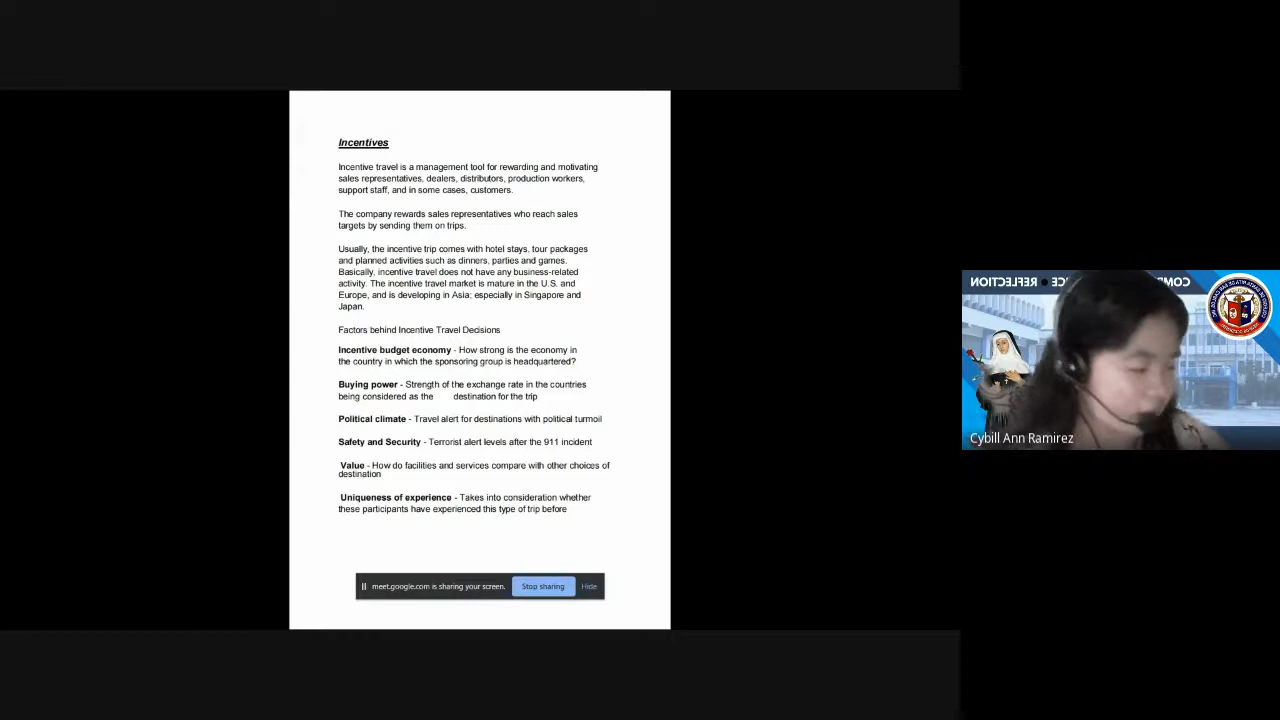 Incentives
Incentive travel is a management tool for rewarding and motivating
sales representatives, dealers, distributors, production workers,
support staff, and in some cases, customers.
The company rewards sales representatives who reach sales
targets by sending them on trips.
Usually, the incentive trip comes with hotel stays, tour packages
and planned activities such as dinners, parties and games.
Basically, incentive travel does not have any business-related
activity. The incentive travel market is mature in the U.S. and
Europe, and is developing in Asia; especially in Singapore and
Japan.
Factors behind Incentive Travel Decisions
Incentive budget economy - How strong is the economy in
the country in which the sponsoring group is headquartered?
Buying power - Strength of the exchange rate in the countries
being considered as the destination for the trip
Political climate - Travel alert for destinations with political turmoil
Safety and Security - Terrorist alert levels after the 911 incident
Value - How do facilities and services compare with other choices of
destination
Uniqueness of experience - Takes into consideration whether
these participants have experienced this type of trip before
meet.google.com is sharing your screen. Stop sharing Hide
REFLECTION
Cybill Ann Ramirez